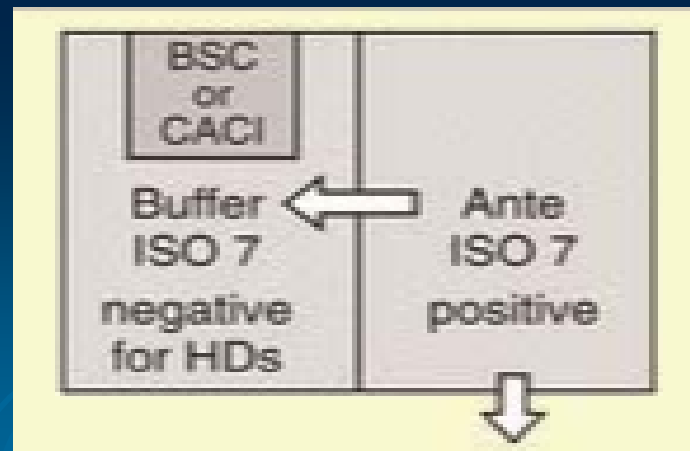 BSC
or
CACI
Buffer
ISO 7
negative
for HDs
Ante
ISO 7
positive